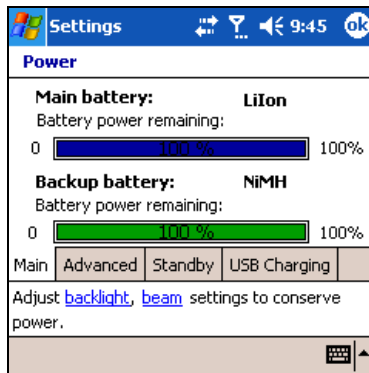 Settings 9:45 ok
Power
Main battery: LiIon
Battery power remaining:
0 100 % 100%
Backup battery: NiMH
Battery power remaining:
0 100 % 100%
Main Advanced Standby USB Charging
Adjust backlight, beam settings to conserve
power.